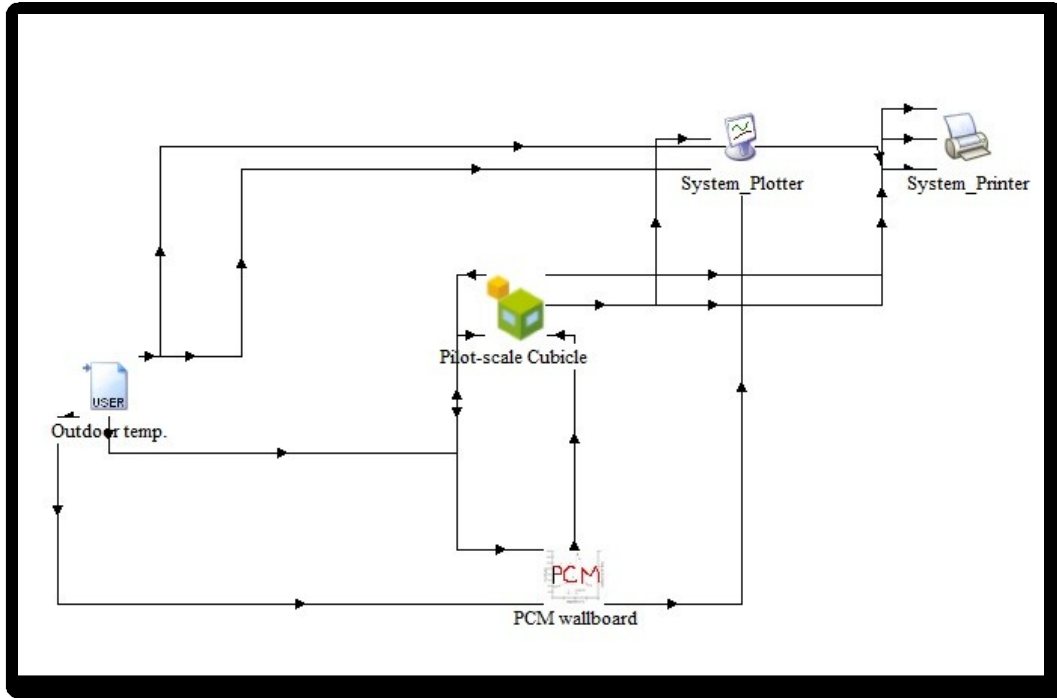 System_Plotter
System_Printer
Pilot-scale Cubicle
USER
Outdoor temp.
PCM
PCM wallboard